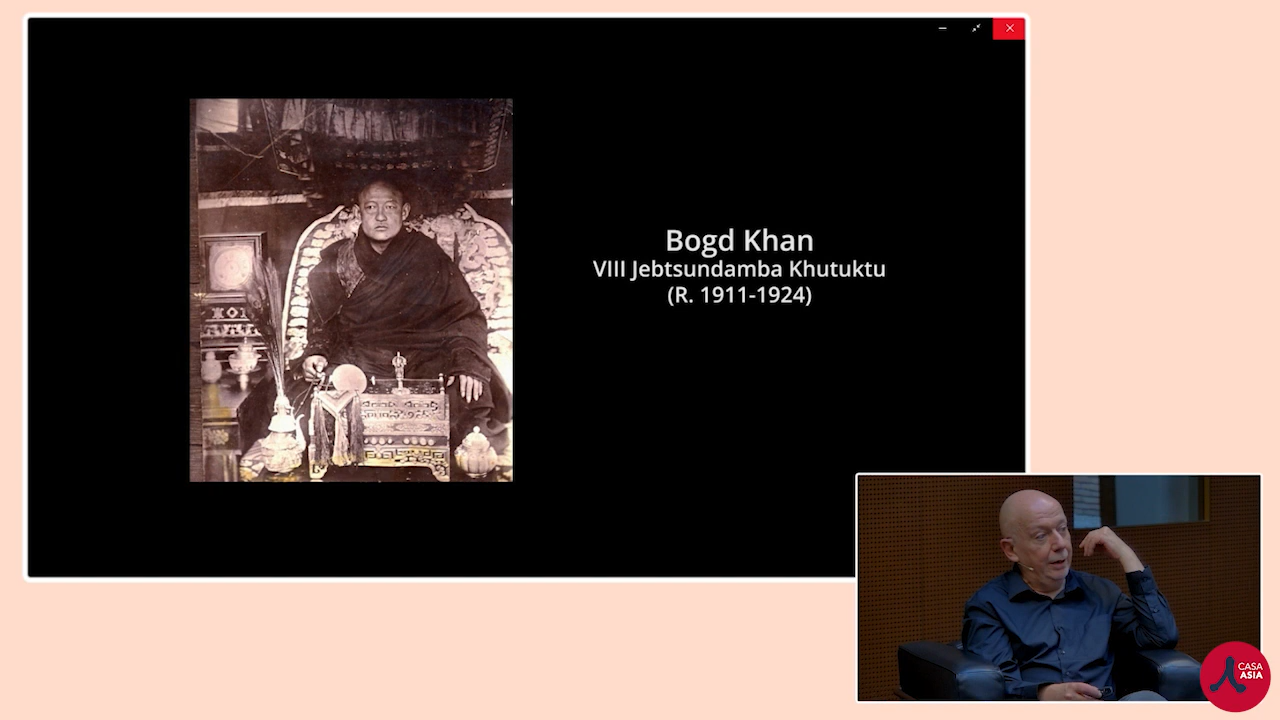 Bogd Khan
VIII Jebtsundamba Khutuktu
(R. 1911-1924)
CASA
ASIA